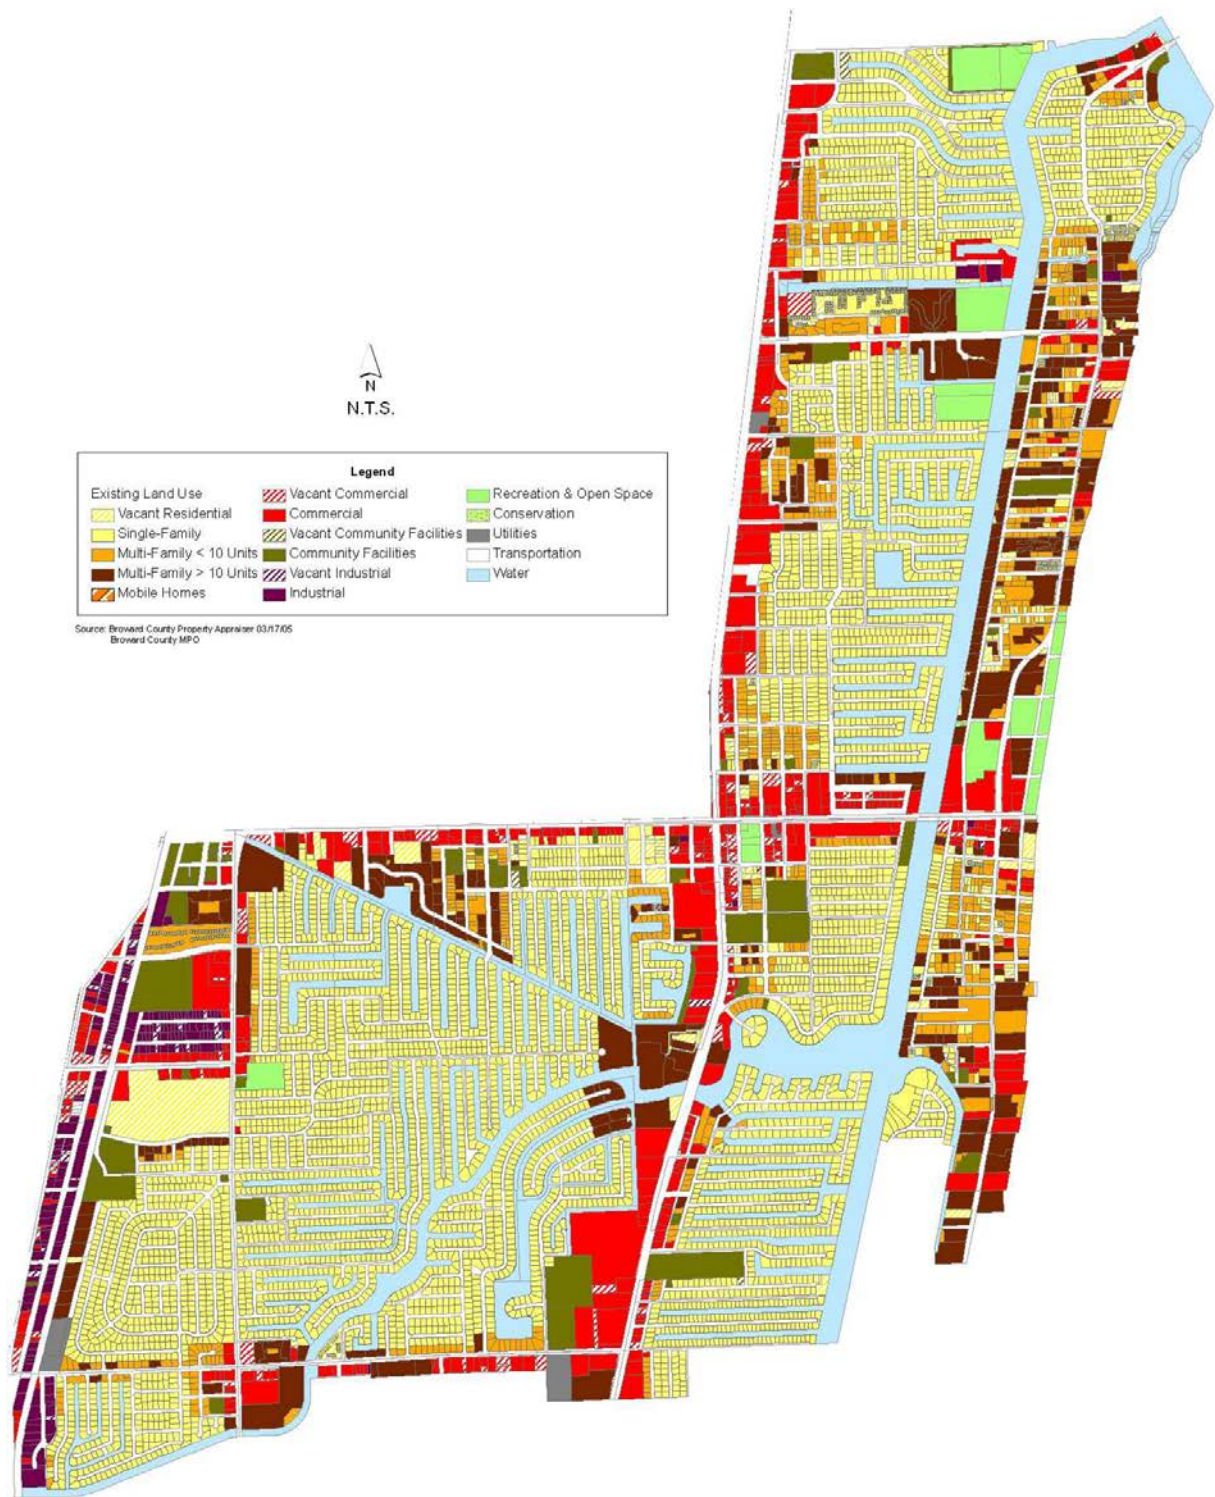 N
N.T.S.
Legend
Existing Land Use
Vacant Residential
Single-Family
Multi-Family < 10 Units
Multi-Family > 10 Units
Mobile Homes
Vacant Commercial
Commercial
Vacant Community Facilities
Community Facilities
Vacant Industrial
Industrial
Recreation & Open Space
Conservation
Utilities
Transportation
Water
Source: Broward County Property Appraiser 03/17/05
Broward County MPO